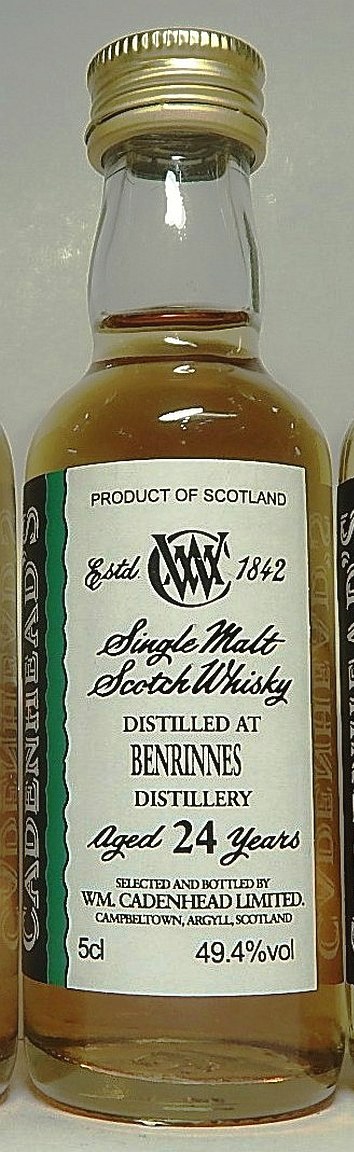 PRODUCT OF SCOTLAND
Estd. WC 1842
Single Malt
Scotch Whisky
DISTILLED AT
BENRINNES
DISTILLERY
Aged 24 Years
SELECTED AND BOTTLED BY
WM. CADENHEAD LIMITED.
CAMPBELTOWN, ARGYLL, SCOTLAND
5cl 49.4%vol
CADENHEAD'S